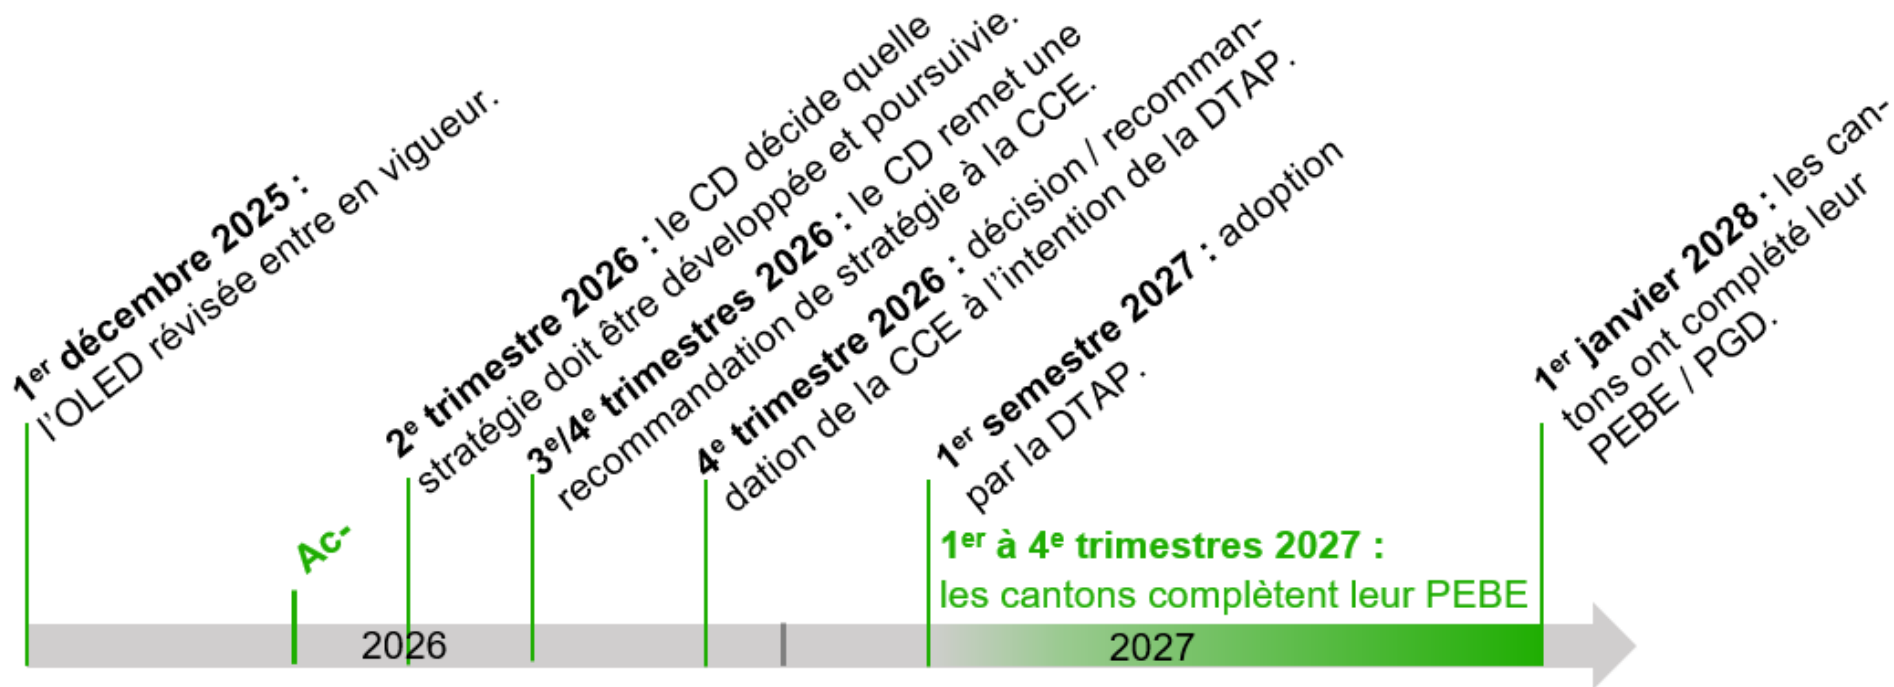 1er décembre 2025 :
l'OLED révisée entre en vigueur.
Ac-
2e trimestre 2026 : le CD décide quelle
stratégie doit être développée et poursuivie.
3e/4e trimestres 2026 : le CD remet une
recommandation de stratégie à la CCE.
4e trimestre 2026 : décision / recomman-
dation de la CCE à l'intention de la DTAP.
1er semestre 2027 : adoption
par la DTAP.
1er à 4e trimestres 2027 :
les cantons complètent leur PEBE
1er janvier 2028 : les can-
tons ont complété leur
PEBE / PGD.
2026
2027